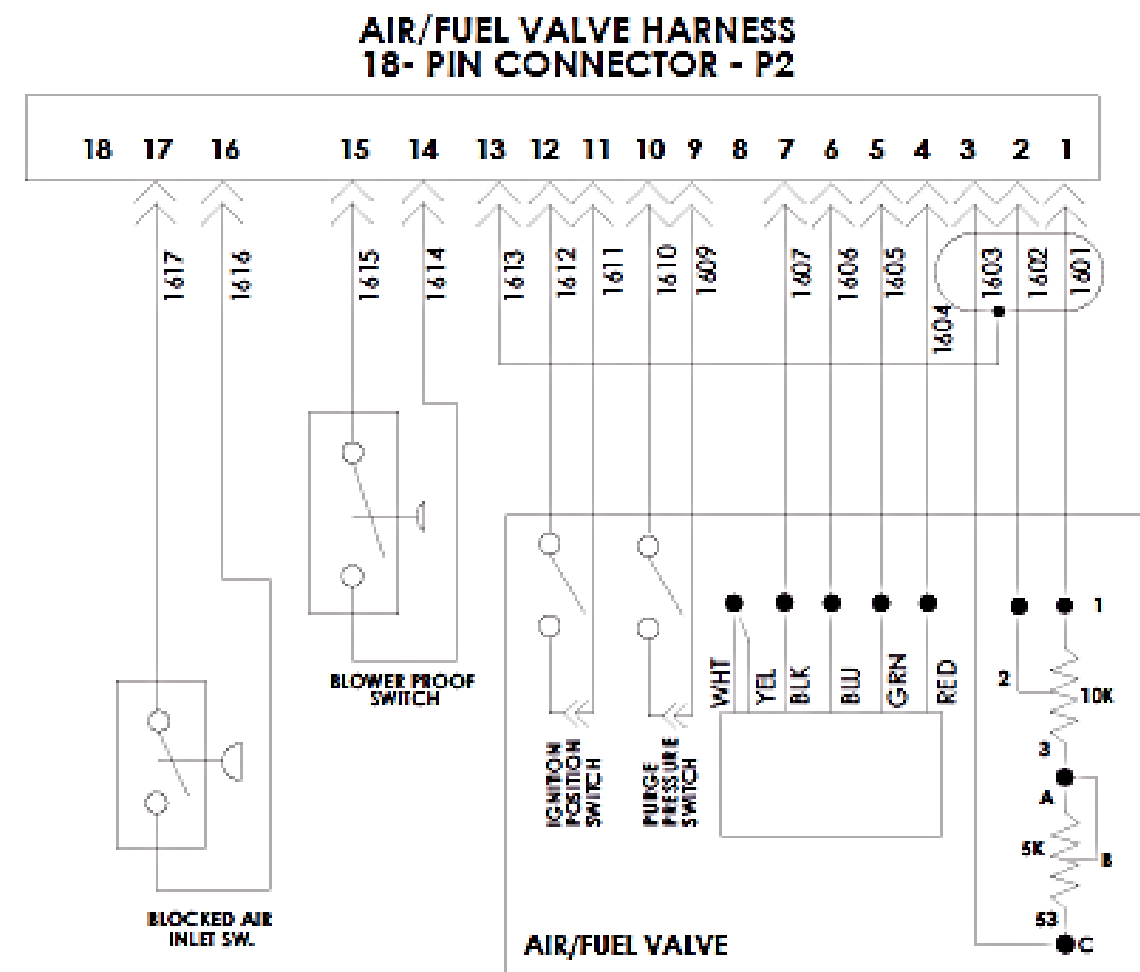 AIR/FUEL VALVE HARNESS
18- PIN CONNECTOR - P2
18 17 16 15 14 13 12 11 10 9 8 7 6 5 4 3 2 1
1617 1616 1615 1614 1613 1612 1611 1610 1609 1607 1606 1605 1603 1602 1601
1604
1
WHT YEL BLK BLU GRN RED
2
10K
BLOWER PROOF
SWITCH
3
A
IGNITION
POSITION
SWITCH
PURGE
PRESSURE
SWITCH
5K
B
BLOCKED AIR
INLET SW.
53
AIR/FUEL VALVE
C